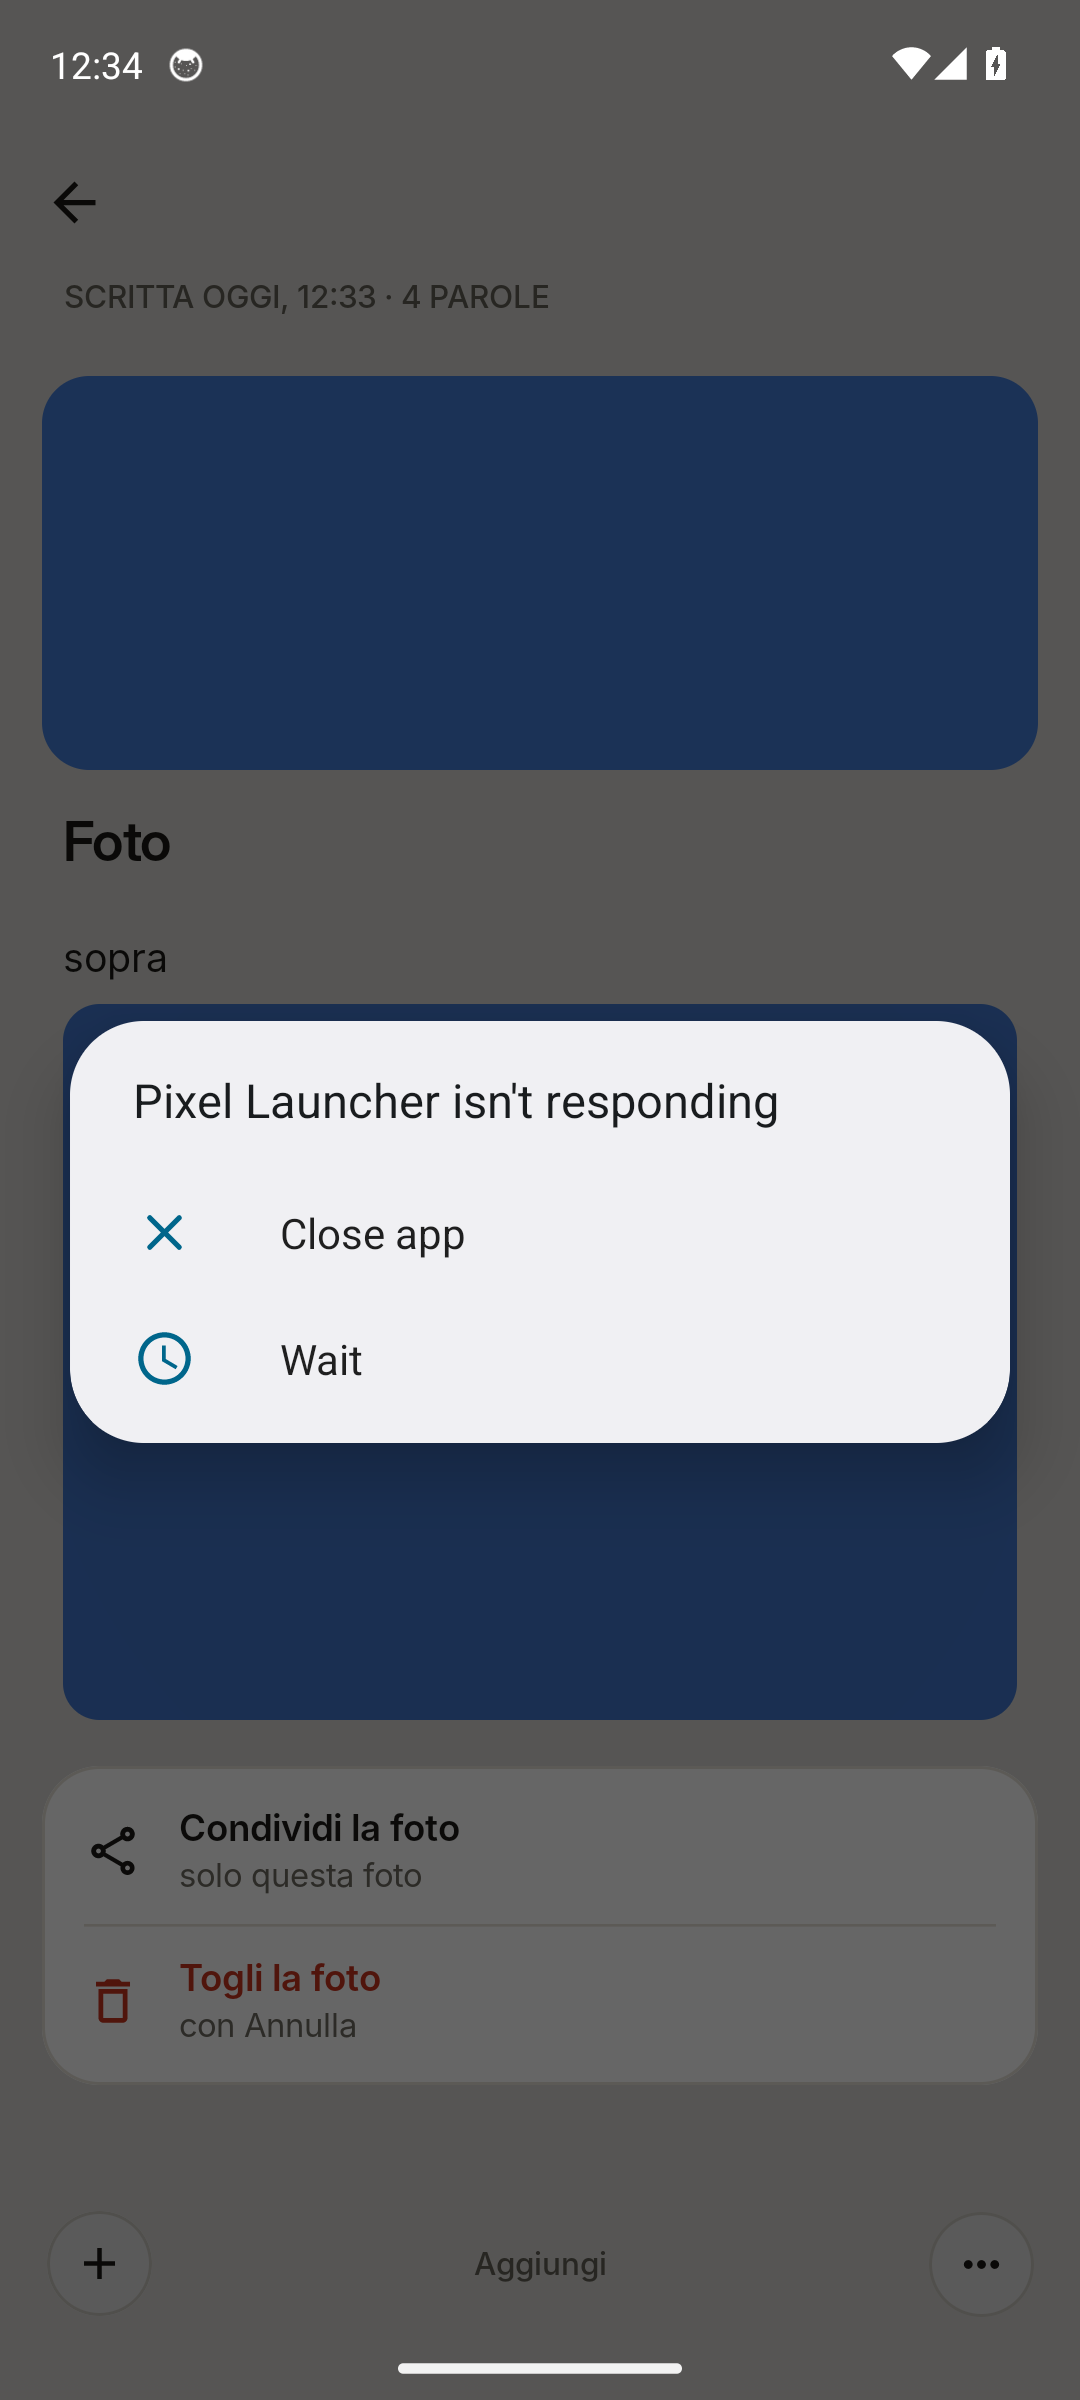 12:34
SCRITTA OGGI, 12:33 · 4 PAROLE
Foto
sopra
Pixel Launcher isn't responding
Close app
Wait
Condividi la foto
solo questa foto
Togli la foto
con Annulla
Aggiungi